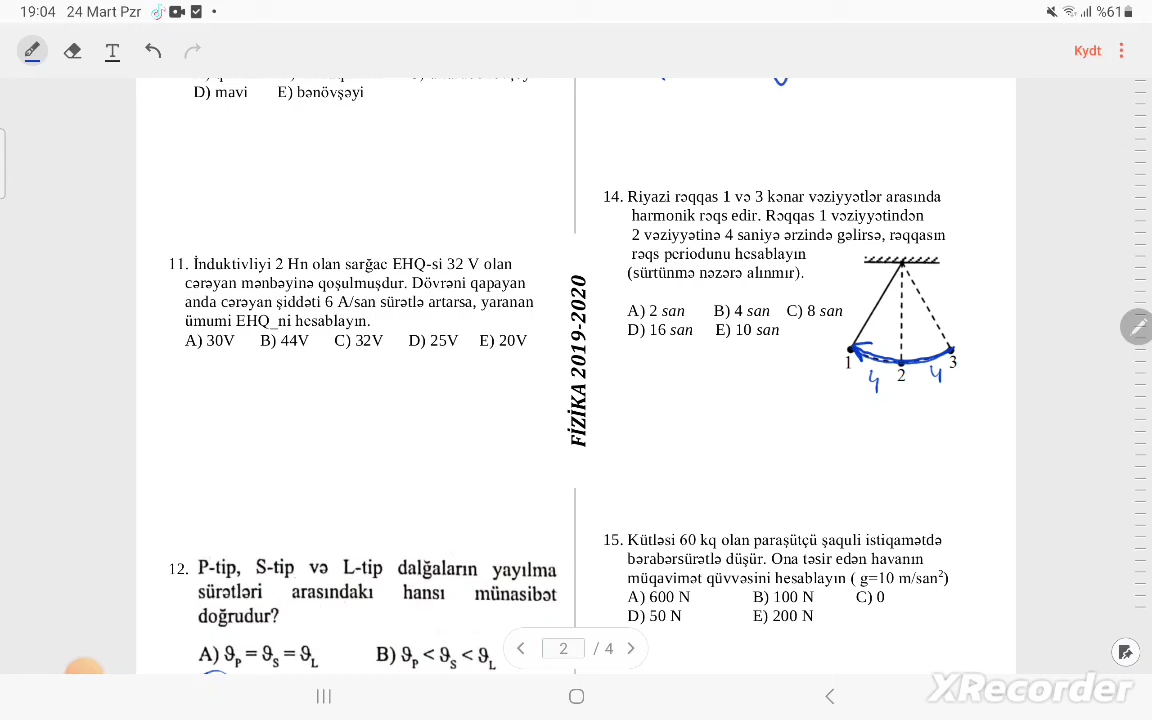 19:04 24 Mart Pzr
%61
T
Kydt
D) mavi E) bənövşəyi
11. İnduktivliyi 2 Hn olan sarğac EHQ-si 32 V olan
cərəyan mənbəyinə qoşulmuşdur. Dövrəni qapayan
anda cərəyan şiddəti 6 A/san sürətlə artarsa, yaranan
ümumi EHQ_ni hesablayın.
A) 30V B) 44V C) 32V D) 25V E) 20V
12. P-tip, S-tip və L-tip dalğaların yayılma
sürətləri arasındakı hansı münasibət
doğrudur?
A) ϑP = ϑS = ϑL B) ϑP < ϑS < ϑL
FİZİKA 2019-2020
14. Riyazi rəqqas 1 və 3 kənar vəziyyətlər arasında
harmonik rəqs edir. Rəqqas 1 vəziyyətindən
2 vəziyyətinə 4 saniyə ərzində gəlirsə, rəqqasın
rəqs periodunu hesablayın
(sürtünmə nəzərə alınmır).
A) 2 san B) 4 san C) 8 san
D) 16 san E) 10 san
1 2 3
4 4
15. Kütləsi 60 kq olan paraşütçü şaquli istiqamətdə
bərabərsürətlə düşür. Ona təsir edən havanın
müqavimət qüvvəsini hesablayın ( g=10 m/san²)
A) 600 N B) 100 N C) 0
D) 50 N E) 200 N
2 / 4
XRecorder